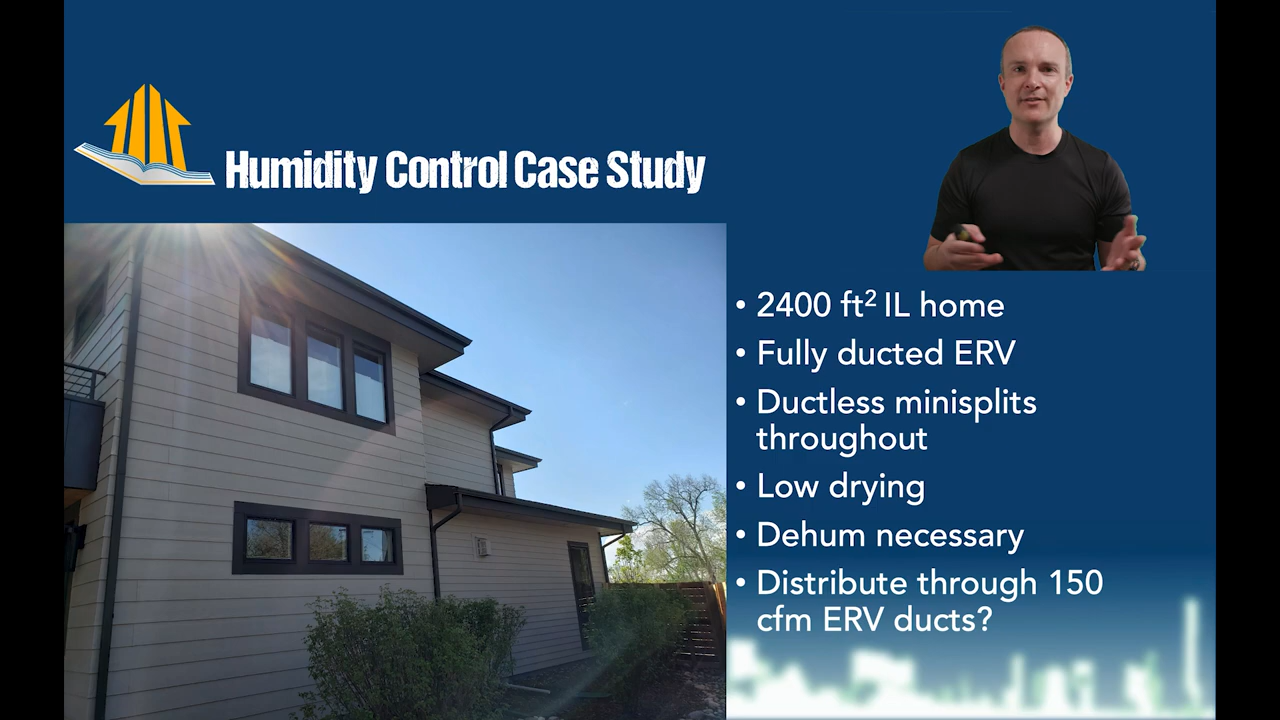 Humidity Control Case Study
• 2400 ft² IL home
• Fully ducted ERV
• Ductless minisplits
throughout
• Low drying
• Dehum necessary
• Distribute through 150
cfm ERV ducts?